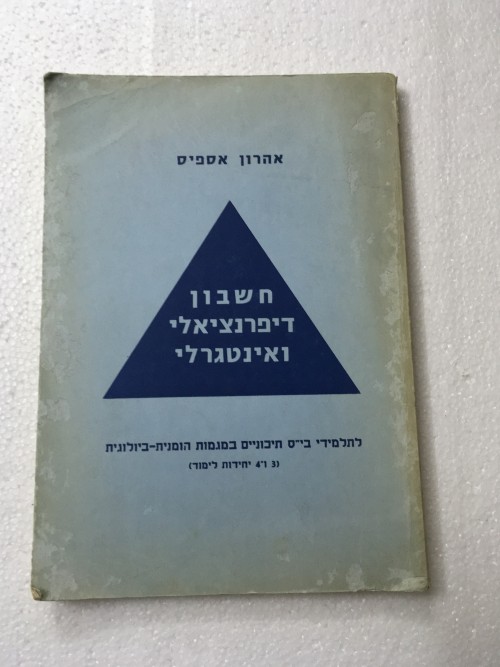 אהרון אספיס
חשבון
דיפרנציאלי
ואינטגרלי
לתלמידי בי״ס תיכוניים במגמות הומנית-ביולוגית
(3 ו־4 יחידות לימוד)